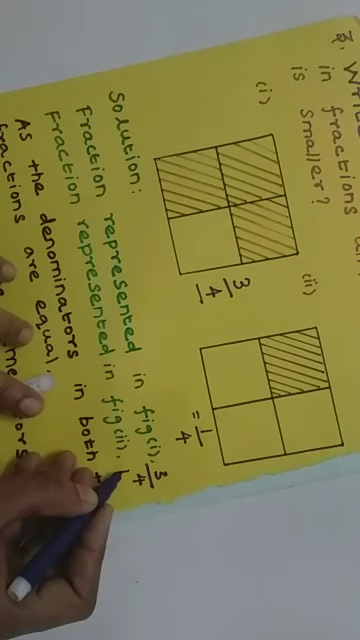 in fractions
is smaller?
(i)
3/4
(ii)
= 1/4
Solution:
Fraction represented in fig(i), 3/4
Fraction represented in fig(ii),
As the denominators in both
fractions are equal,